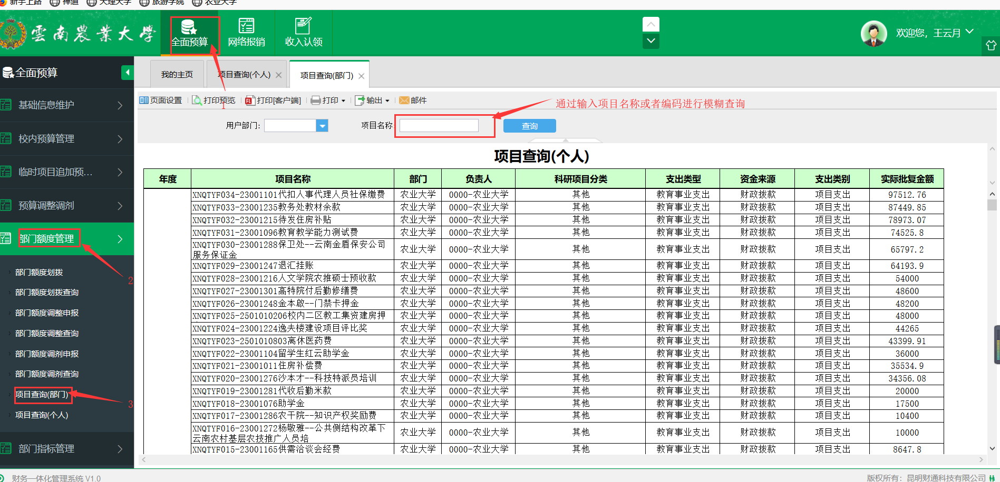 新手上路 禅道 大理大学 旅游学院 农业大学
雲南農業大學
全面预算 网络报销 收入认领
欢迎您, 王云月
全面预算
我的主页 项目查询(个人) 项目查询(部门)
基础信息维护
校内预算管理
临时项目追加预...
预算调整调剂
部门额度管理
部门额度划拨
部门额度划拨查询
部门额度调整申报
部门额度调整查询
部门额度调剂申报
部门额度调剂查询
项目查询(部门)
项目查询(个人)
部门指标管理
1
2
3
页面设置 打印预览 打印[客户端] 打印 输出 邮件
通过输入项目名称或者编码进行模糊查询
用户部门: 项目名称 查询
项目查询(个人)
年度 项目名称 部门 负责人 科研项目分类 支出类型 资金来源 支出类别 实际批复金额
XNQTYF034-23001101代扣人事代理人员社保缴费 农业大学 0000-农业大学 其他 教育事业支出 财政拨款 项目支出 97512.76
XNQTYF033-23001235教务处教材余款 农业大学 0000-农业大学 其他 教育事业支出 财政拨款 项目支出 87449.85
XNQTYF032-23001215待发住房补贴 农业大学 0000-农业大学 其他 教育事业支出 财政拨款 项目支出 78973.07
XNQTYF031-23001096教育教学能力测试费 农业大学 0000-农业大学 其他 教育事业支出 财政拨款 项目支出 74525.8
XNQTYF030-23001288保卫处--云南金盾保安公司
服务保证金 农业大学 0000-农业大学 其他 教育事业支出 财政拨款 项目支出 65797.2
XNQTYF029-23001247退汇挂账 农业大学 0000-农业大学 其他 教育事业支出 财政拨款 项目支出 64193.9
XNQTYF028-23001216人文学院农推硕士预收款 农业大学 0000-农业大学 其他 教育事业支出 财政拨款 项目支出 54000
XNQTYF027-23001301高特院付后勤修缮费 农业大学 0000-农业大学 其他 教育事业支出 财政拨款 项目支出 48600
XNQTYF026-23001248金本啟--门禁卡押金 农业大学 0000-农业大学 其他 教育事业支出 财政拨款 项目支出 48200
XNQTYF025-2501010206校内二区教工集资建房押 农业大学 0000-农业大学 其他 教育事业支出 财政拨款 项目支出 48000
XNQTYF024-23001224逸夫楼建设项目评比奖 农业大学 0000-农业大学 其他 教育事业支出 财政拨款 项目支出 44265
XNQTYF023-2501010803离休医药费 农业大学 0000-农业大学 其他 教育事业支出 财政拨款 项目支出 43399.91
XNQTYF022-23001104留学生红云助学金 农业大学 0000-农业大学 其他 教育事业支出 财政拨款 项目支出 36000
XNQTYF021-23001011住房补偿费 农业大学 0000-农业大学 其他 教育事业支出 财政拨款 项目支出 35534.9
XNQTYF020-23001276沙本才--科技特派员培训 农业大学 0000-农业大学 其他 教育事业支出 财政拨款 项目支出 34356.08
XNQTYF019-23001281代收后勤米款 农业大学 0000-农业大学 其他 教育事业支出 财政拨款 项目支出 20000
XNQTYF018-23001076助学金 农业大学 0000-农业大学 其他 教育事业支出 财政拨款 项目支出 17500
XNQTYF017-23001286农干院--知识产权奖励费 农业大学 0000-农业大学 其他 教育事业支出 财政拨款 项目支出 10400
XNQTYF016-23001272杨敬雅--公共侧结构改革下
云南农村基层农技推广人员培 农业大学 0000-农业大学 其他 教育事业支出 财政拨款 项目支出 10000
XNQTYF015-23001165供需洽谈会经费 农业大学 0000-农业大学 其他 教育事业支出 财政拨款 项目支出 8647.8
财务一体化管理系统 V1.0 版权所有: 昆明财通科技有限公司